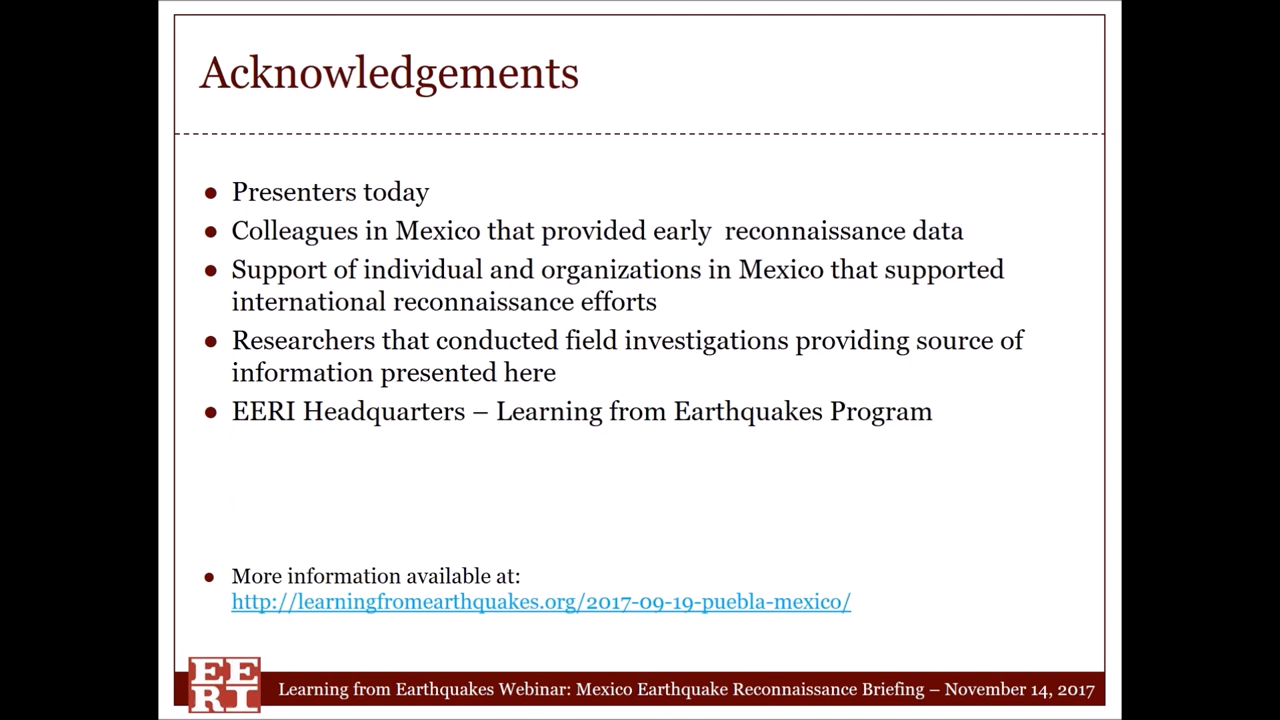 Acknowledgements
● Presenters today
● Colleagues in Mexico that provided early  reconnaissance data
● Support of individual and organizations in Mexico that supported
international reconnaissance efforts
● Researchers that conducted field investigations providing source of
information presented here
● EERI Headquarters – Learning from Earthquakes Program
● More information available at:
http://learningfromearthquakes.org/2017-09-19-puebla-mexico/
EE
RI
Learning from Earthquakes Webinar: Mexico Earthquake Reconnaissance Briefing – November 14, 2017